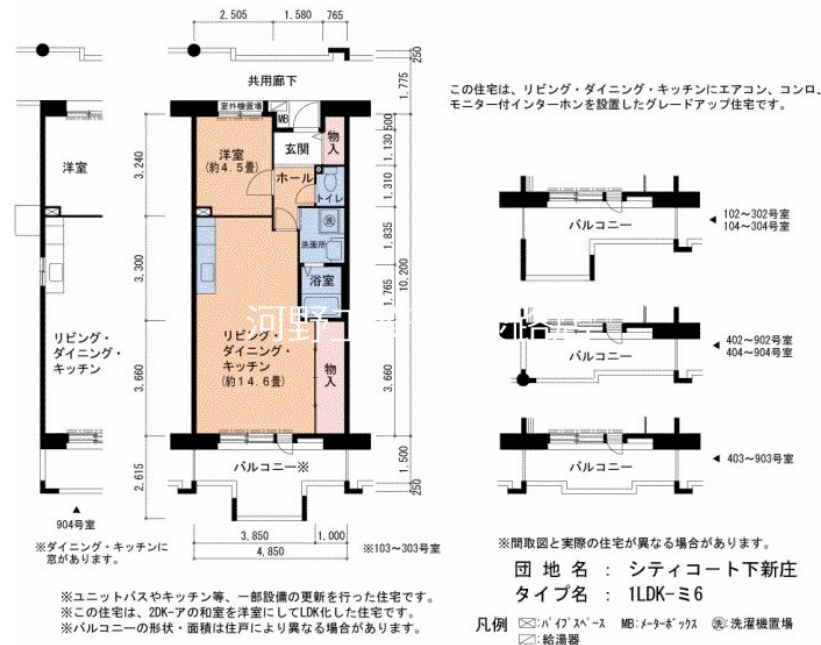 2,505
1,580
765
250
共用廊下
1,775
この住宅は、リビング・ダイニング・キッチンにエアコン、コンロ、
モニター付インターホンを設置したグレードアップ住宅です。
室外機置場
MB
500
洋室
(約4.5畳)
玄関
物入
1,130
洋室
3,240
ホール
トイレ
1,310
バルコニー
102~302号室
104~304号室
洗
洗面所
1,835
10,200
3,300
浴室
1,765
河野
リビング・
ダイニング・
キッチン
リビング・
ダイニング・
キッチン
(約14.6畳)
物入
3,660
3,660
402~902号室
404~904号室
バルコニー
バルコニー
403~903号室
バルコニー※
2,615
1,500
250
904号室
※ダイニング・キッチンに
窓があります。
3,850
1,000
4,850
※103~303号室
※間取図と実際の住宅が異なる場合があります。
団地名 : シティコート下新庄
タイプ名 : 1LDK-ミ6
※ユニットバスやキッチン等、一部設備の更新を行った住宅です。
※この住宅は、2DK-アの和室を洋室にしてLDK化した住宅です。
※バルコニーの形状・面積は住戸により異なる場合があります。
凡例 :パイプスペース MB:メーターボックス 洗:洗濯機置場
:給湯器